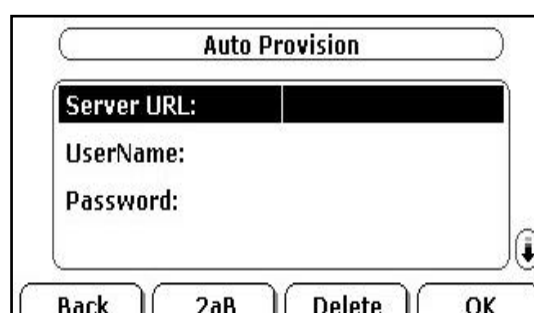 Auto Provision
Server URL:
UserName:
Password:
Back 2aB Delete OK